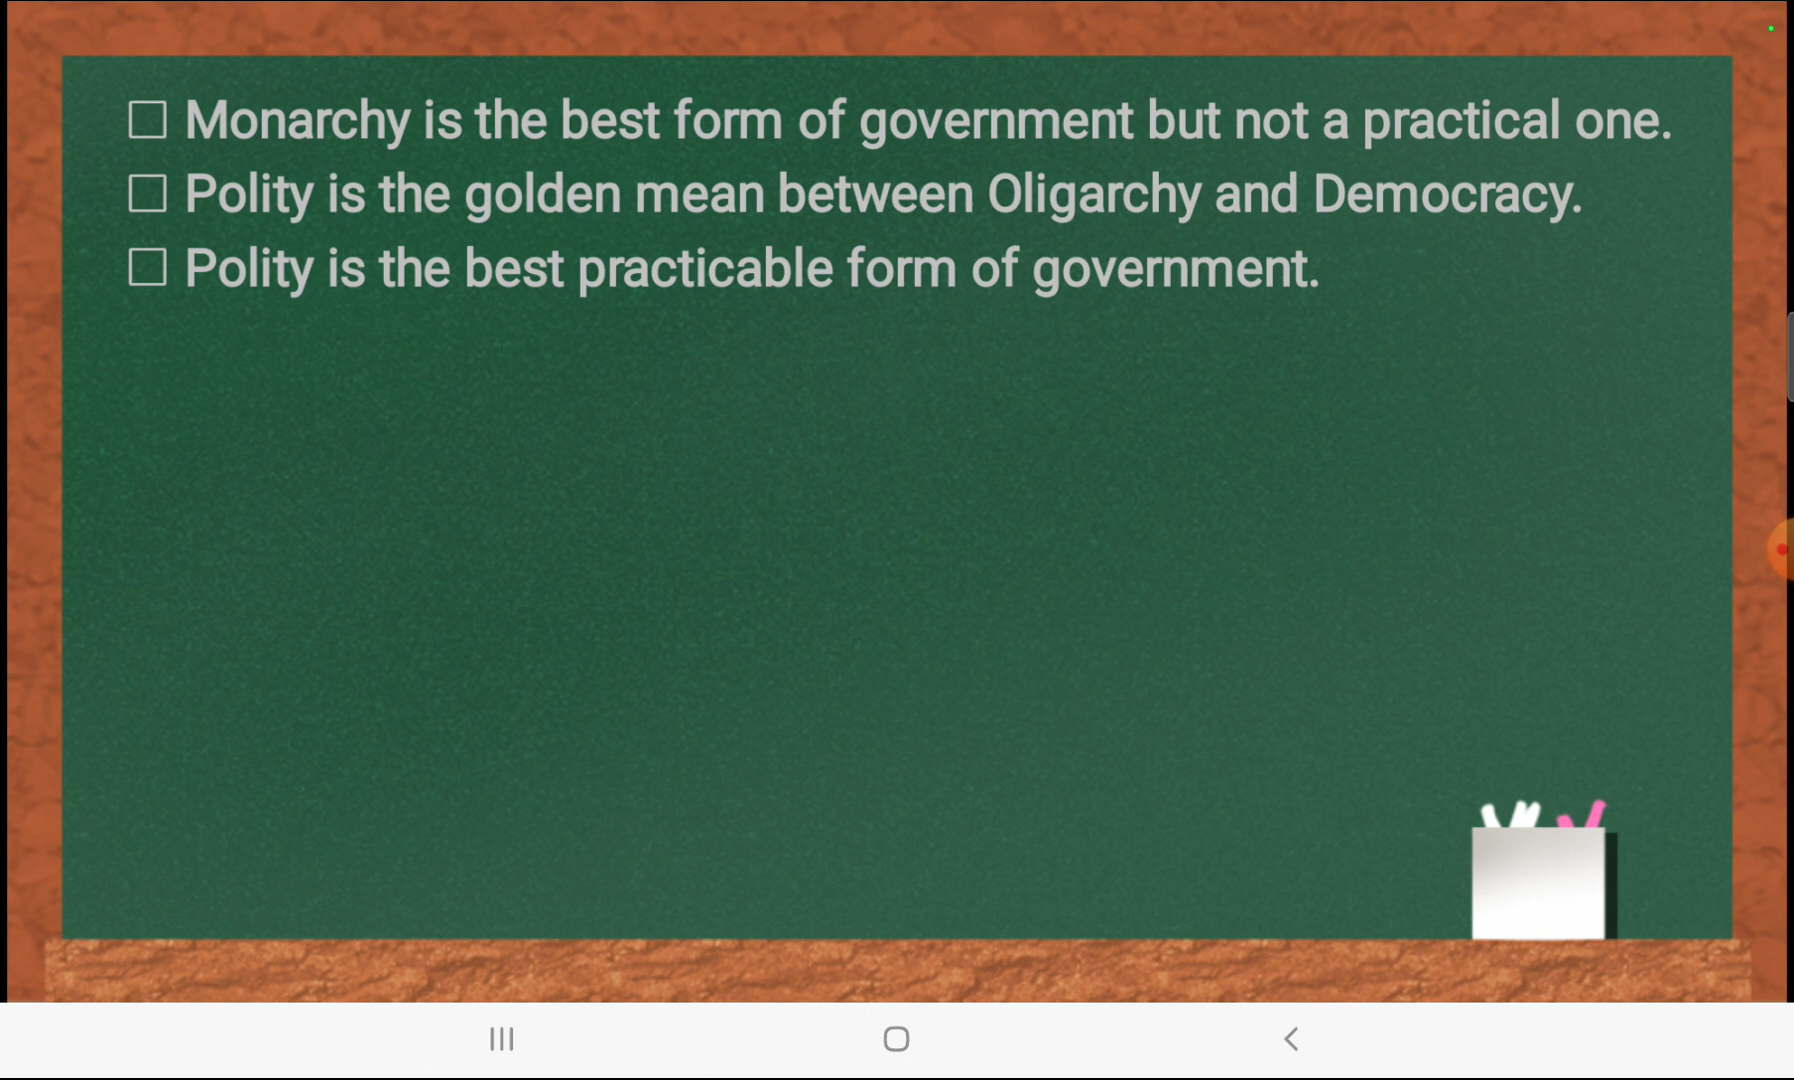 ☐ Monarchy is the best form of government but not a practical one.
☐ Polity is the golden mean between Oligarchy and Democracy.
☐ Polity is the best practicable form of government.